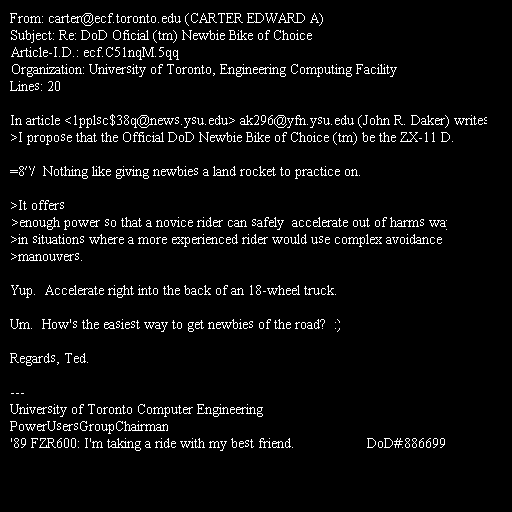 From: carter@ecf.toronto.edu (CARTER EDWARD A)
Subject: Re: DoD Oficial (tm) Newbie Bike of Choice
Article-I.D.: ecf.C51nqM.5qq
Organization: University of Toronto, Engineering Computing Facility
Lines: 20

In article <1pplsc$38q@news.ysu.edu> ak296@yfn.ysu.edu (John R. Daker) writes
>I propose that the Official DoD Newbie Bike of Choice (tm) be the ZX-11 D.

=8^/  Nothing like giving newbies a land rocket to practice on.

>It offers
>enough power so that a novice rider can safely  accelerate out of harms wa
>in situations where a more experienced rider would use complex avoidance
>manouvers.

Yup.  Accelerate right into the back of an 18-wheel truck.

Um.  How's the easiest way to get newbies of the road?  :)

Regards, Ted.

---
University of Toronto Computer Engineering
PowerUsersGroupChairman
'89 FZR600: I'm taking a ride with my best friend.                    DoD#:886699